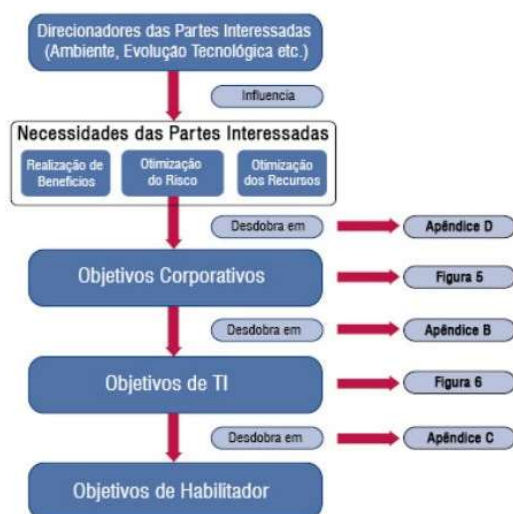 Direcionadores das Partes Interessadas
(Ambiente, Evolução Tecnológica etc.)
Influencia
Necessidades das Partes Interessadas
Realização de
Benefícios
Otimização
do Risco
Otimização
dos Recursos
Desdobra em
Apêndice D
Objetivos Corporativos
Figura 5
Desdobra em
Apêndice B
Objetivos de TI
Figura 6
Desdobra em
Apêndice C
Objetivos de Habilitador